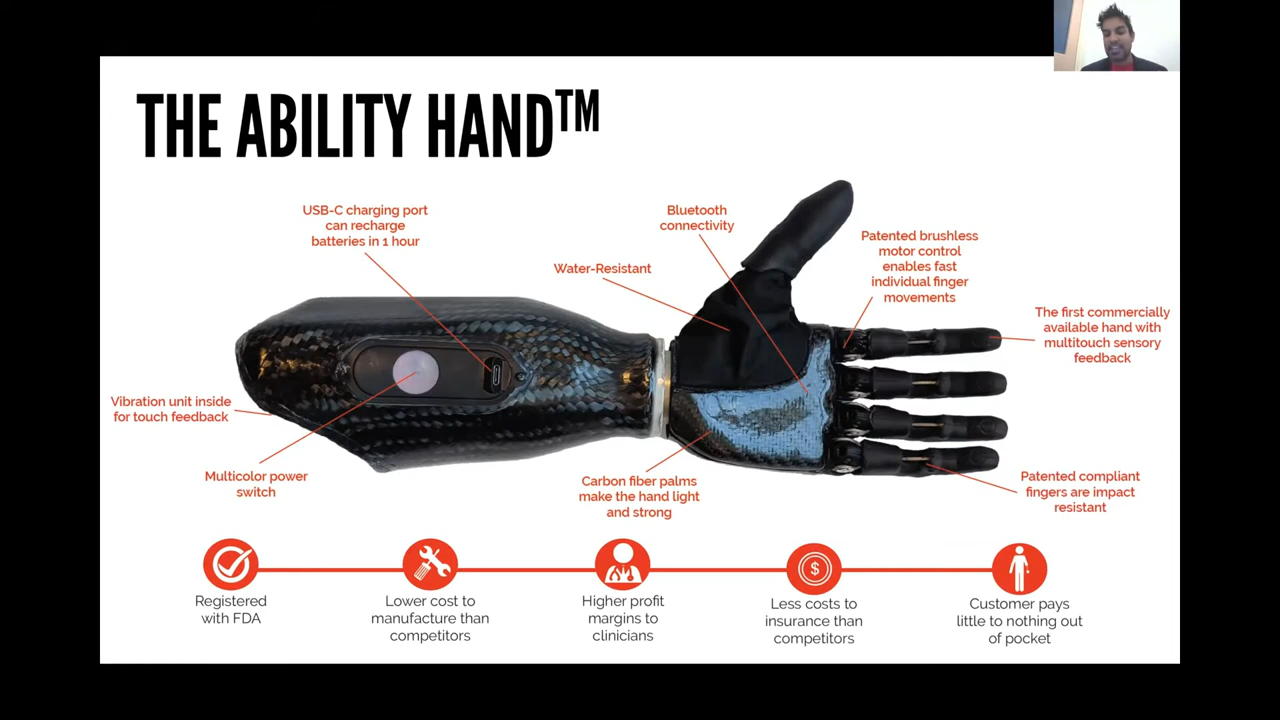 THE ABILITY HAND™
USB-C charging port
can recharge
batteries in 1 hour
Bluetooth
connectivity
Water-Resistant
Patented brushless
motor control
enables fast
individual finger
movements
The first commercially
available hand with
multitouch sensory
feedback
Vibration unit inside
for touch feedback
Multicolor power
switch
Carbon fiber palms
make the hand light
and strong
Patented compliant
fingers are impact
resistant
$
Registered
with FDA
Lower cost to
manufacture than
competitors
Higher profit
margins to
clinicians
Less costs to
insurance than
competitors
Customer pays
little to nothing out
of pocket